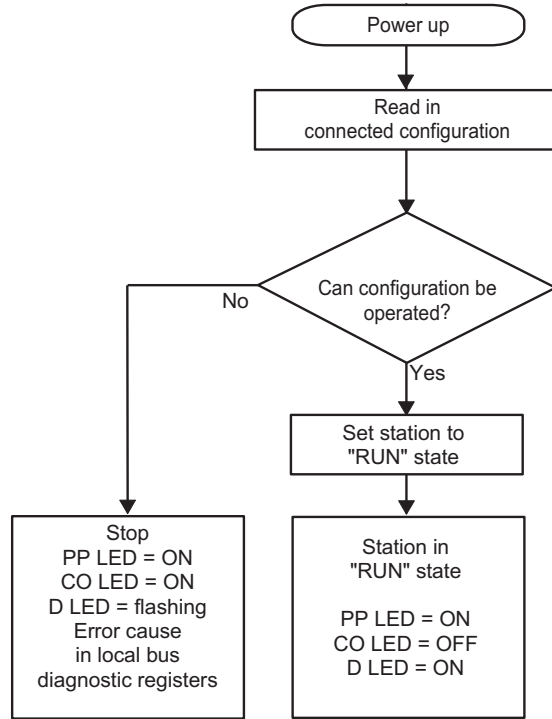 Power up
Read in
connected configuration
Can configuration be
operated?
No
Yes
Set station to
"RUN" state
Stop
PP LED = ON
CO LED = ON
D LED = flashing
Error cause
in local bus
diagnostic registers
Station in
"RUN" state
PP LED = ON
CO LED = OFF
D LED = ON